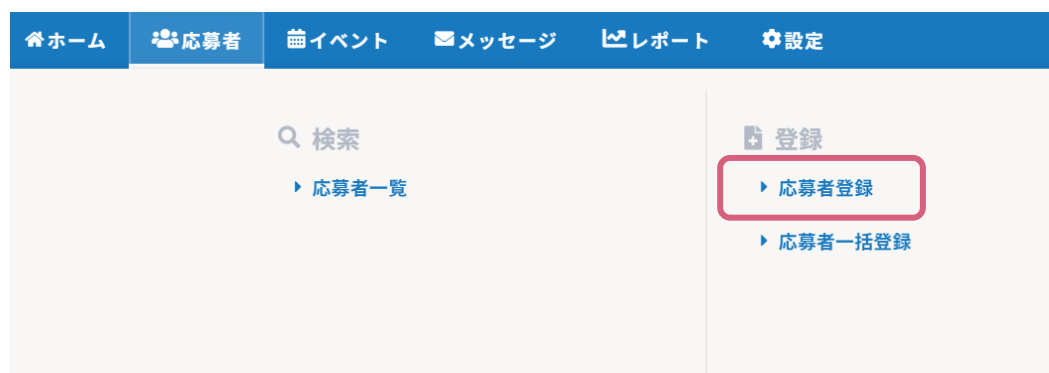 ホーム 応募者 イベント メッセージ レポート 設定
検索
応募者一覧
登録
応募者登録
応募者一括登録